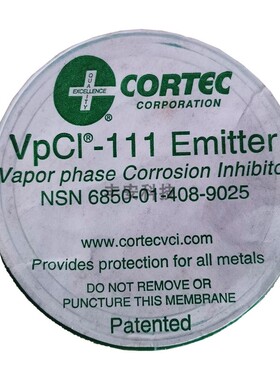 QUALITY
EXCELLENCE
CORTEC
CORPORATION
VpCI®-111 Emitter
Vapor phase Corrosion Inhibito
NSN 6850-01-408-9025
www.cortecvci.com
Provides protection for all metals
DO NOT REMOVE OR
PUNCTURE THIS MEMBRANE
Patented